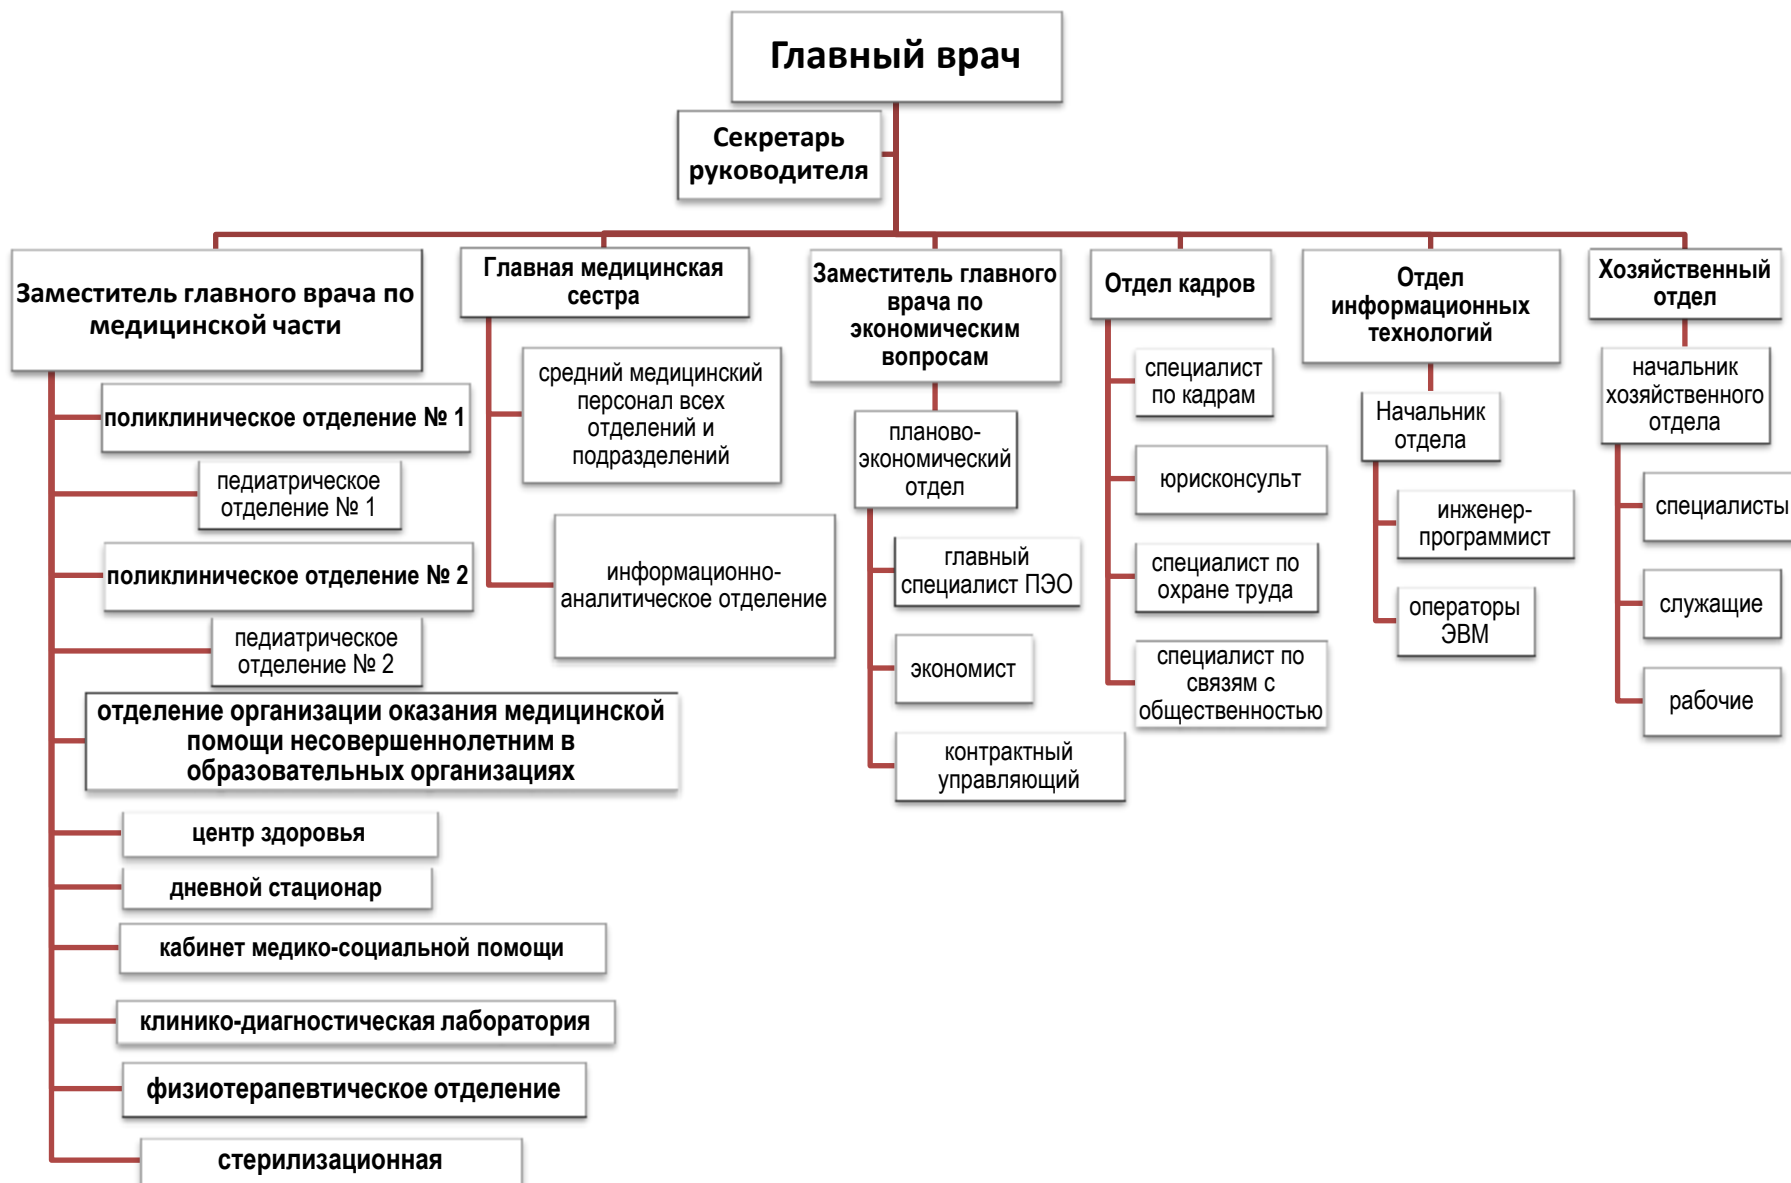 Главный врач
Секретарь
руководителя
Заместитель главного врача по
медицинской части
поликлиническое отделение № 1
педиатрическое
отделение № 1
поликлиническое отделение № 2
педиатрическое
отделение № 2
отделение организации оказания медицинской
помощи несовершеннолетним в
образовательных организациях
центр здоровья
дневной стационар
кабинет медико-социальной помощи
клинико-диагностическая лаборатория
физиотерапевтическое отделение
стерилизационная
Главная медицинская
сестра
средний медицинский
персонал всех
отделений и
подразделений
информационно-
аналитическое отделение
Заместитель главного
врача по
экономическим
вопросам
планово-
экономический
отдел
главный
специалист ПЭО
экономист
контрактный
управляющий
Отдел кадров
специалист
по кадрам
юрисконсульт
специалист по
охране труда
специалист по
связям с
общественностью
Отдел
информационных
технологий
Начальник
отдела
инженер-
программист
операторы
ЭВМ
Хозяйственный
отдел
начальник
хозяйственного
отдела
специалисты
служащие
рабочие